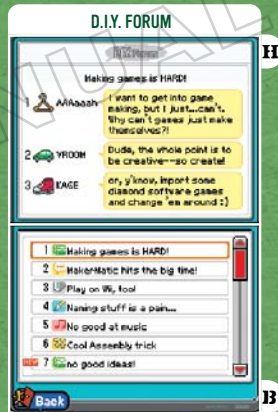 D.I.Y. FORUM
H
D.I.Y. Forum
Making games is HARD!
1 AAAaaah I want to get into game
making, but I just...can't.
Why can't games just make
themselves?!
2 VROOM Dude, the whole point is to
be creative--so create!
3 KAGE or, y'know, import some
diamond software games
and change 'em around :)
1 Making games is HARD!
2 MakerMatic hits the big time!
3 Play on Wii, too!
4 Naming stuff is a pain...
5 No good at music
6 Cool Assembly trick
NEW 7 no good ideas!
Back
B